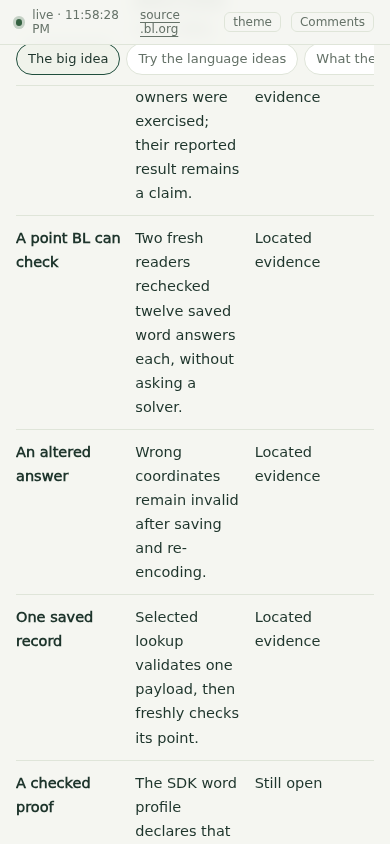 live · 11:58:28
PM
source
.bl.org
theme
Comments
The big idea
Try the language ideas
What the
owners were
exercised;
their reported
result remains
a claim.
evidence
A point BL can
check
Two fresh
readers
rechecked
twelve saved
word answers
each, without
asking a
solver.
Located
evidence
An altered
answer
Wrong
coordinates
remain invalid
after saving
and re-
encoding.
Located
evidence
One saved
record
Selected
lookup
validates one
payload, then
freshly checks
its point.
Located
evidence
A checked
proof
The SDK word
profile
declares that
Still open